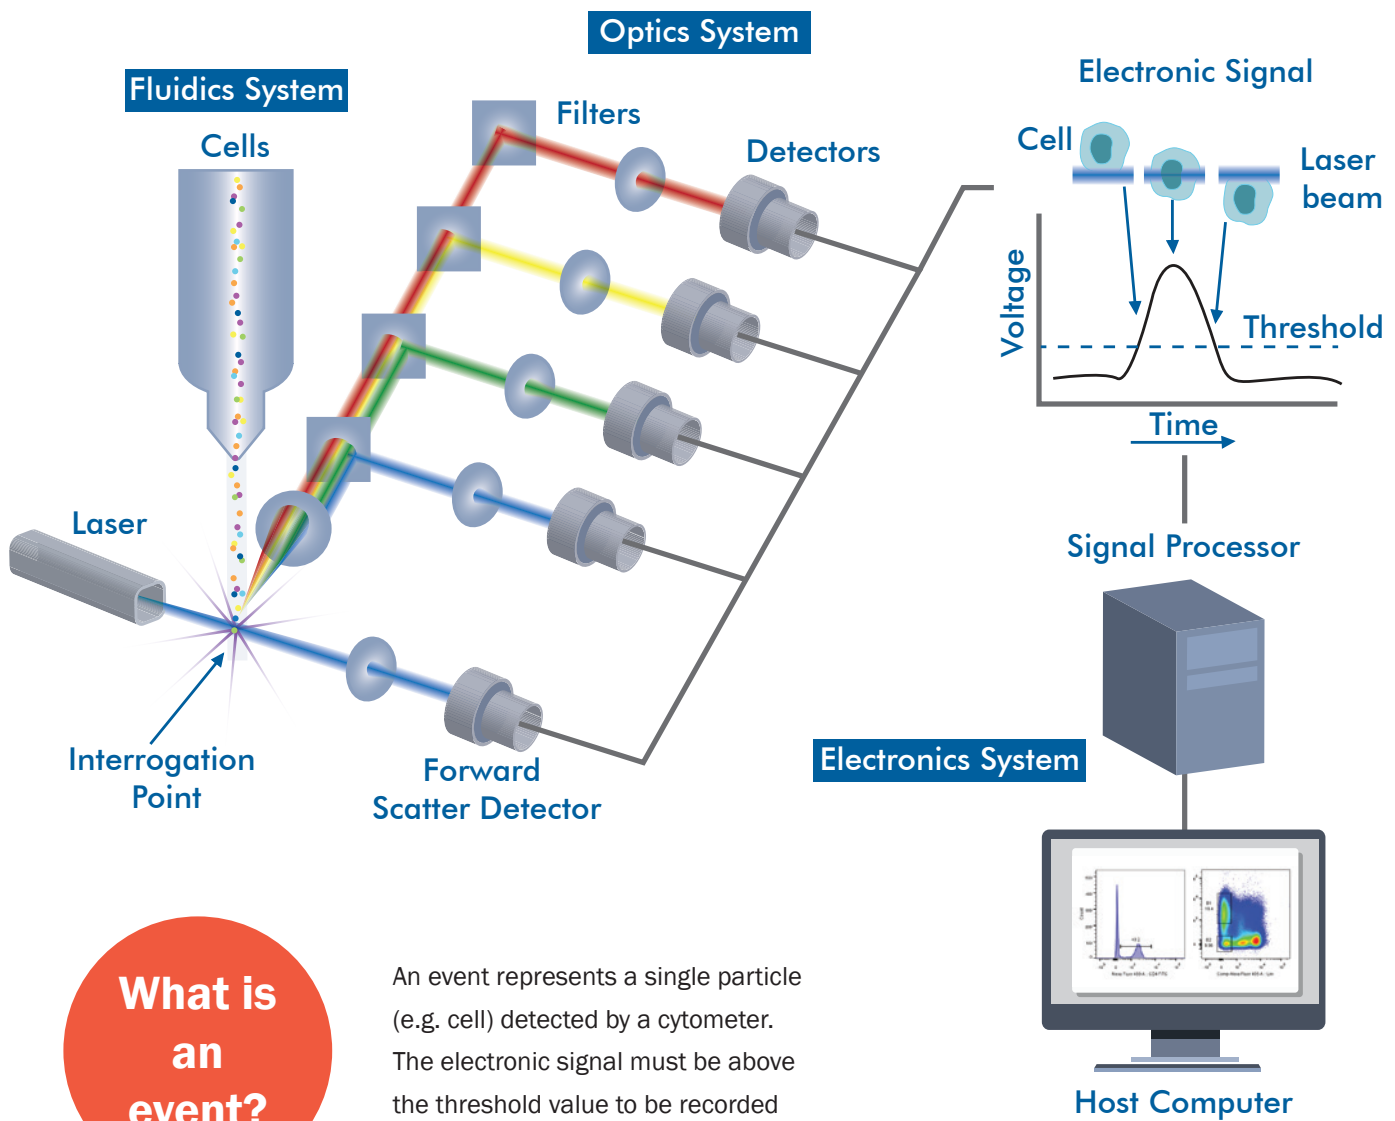 Optics System
Fluidics System
Electronic Signal
Filters
Cells
Detectors
Cell
Laser
beam
Voltage
Threshold
Time
Laser
Signal Processor
Interrogation
Point
Forward
Scatter Detector
Electronics System
Host Computer
What is
an
event?
An event represents a single particle
(e.g. cell) detected by a cytometer.
The electronic signal must be above
the threshold value to be recorded